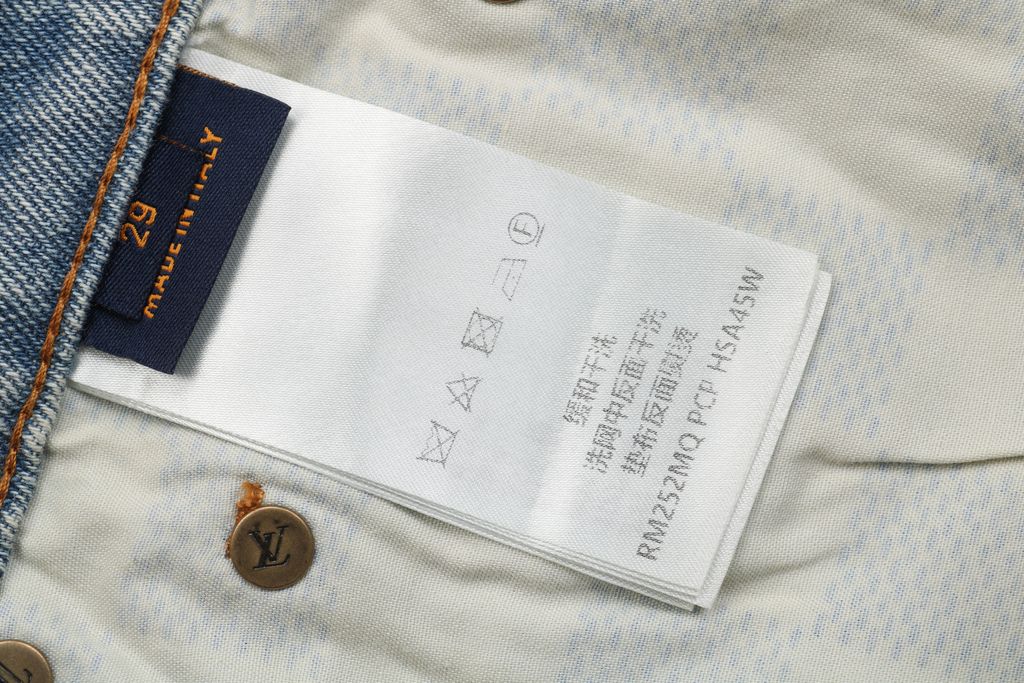 29
MADE IN ITALY
F
缓和干洗
洗网中反面干洗
垫布反面熨烫
RM252MQ PCP HSA45W
LV